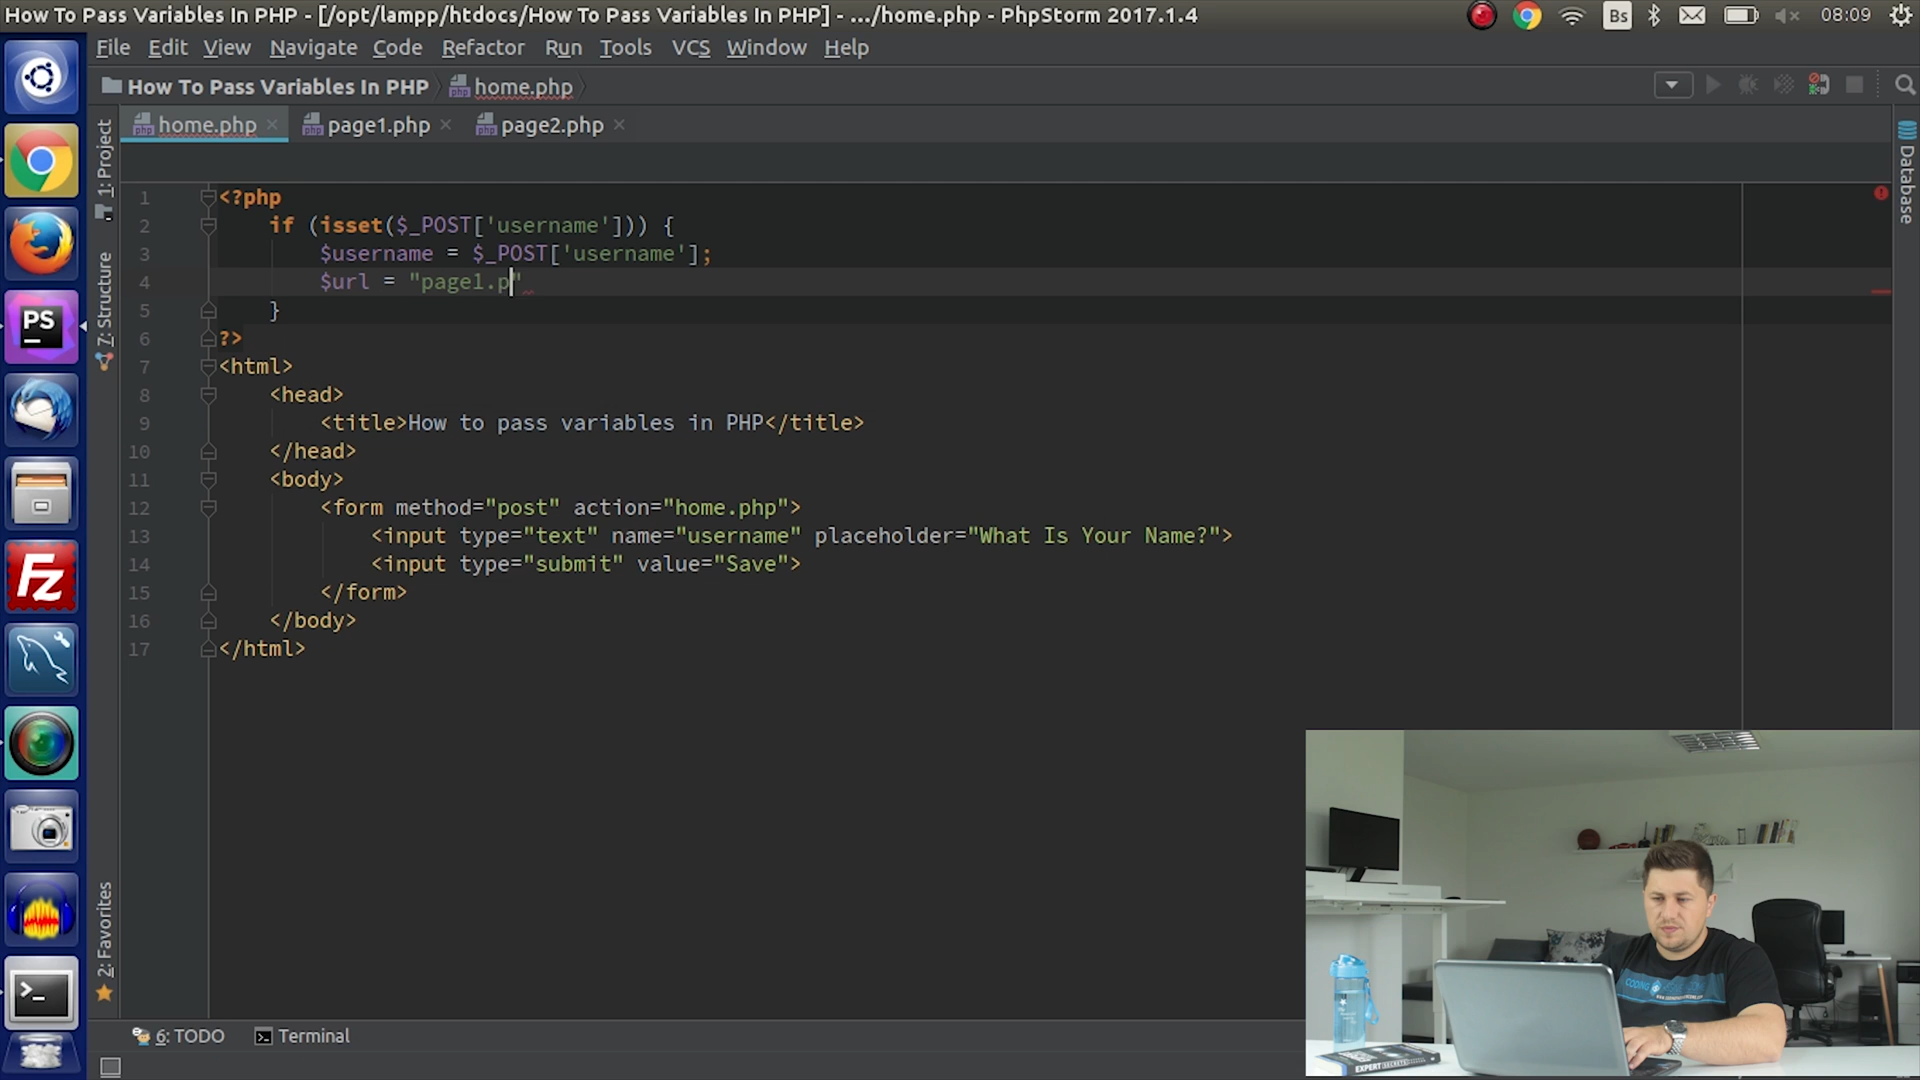 How To Pass Variables In PHP - [/opt/lampp/htdocs/How To Pass Variables In PHP] - .../home.php - PhpStorm 2017.1.4
Bs
08:09
File Edit View Navigate Code Refactor Run Tools VCS Window Help
How To Pass Variables In PHP
home.php
home.php
page1.php
page2.php
1: Project
7: Structure
2: Favorites
Database
1 <?php
2 if (isset($_POST['username'])) {
3 $username = $_POST['username'];
4 $url = "page1.p"
5 }
6 ?>
7 <html>
8 <head>
9 <title>How to pass variables in PHP</title>
10 </head>
11 <body>
12 <form method="post" action="home.php">
13 <input type="text" name="username" placeholder="What Is Your Name?">
14 <input type="submit" value="Save">
15 </form>
16 </body>
17 </html>
PS
Fz
6: TODO
Terminal
CODING
EXPERT